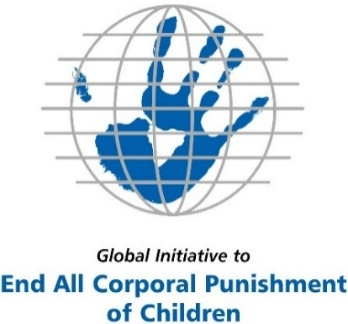 Global Initiative to
End All Corporal Punishment
of Children